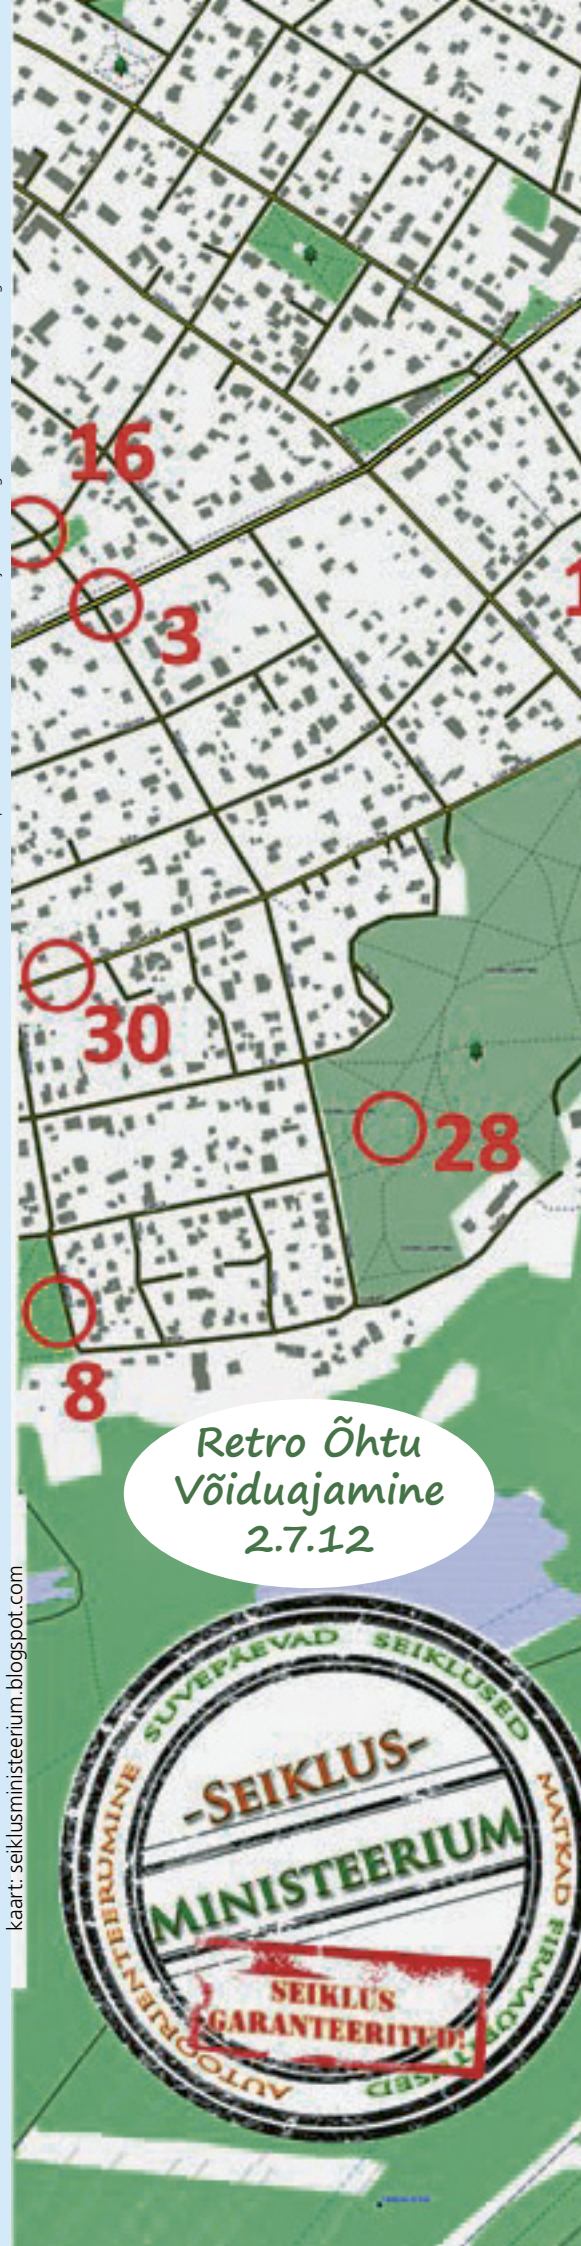 16
3
30
28
8
Retro Õhtu
Võiduajamine
2.7.12
kaart: seiklusministeerium.blogspot.com
SUVEPÄEVAD SEIKLUSED
MATKAD
AUTOORIENTEERUMINE
-SEIKLUS-
MINISTEERIUM
SEIKLUS
GARANTEERITUD!